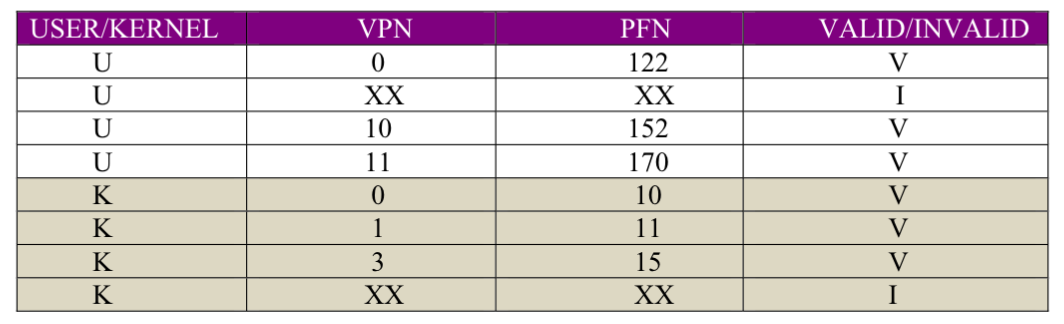 USER/KERNEL VPN PFN VALID/INVALID
U 0 122 V
U XX XX I
U 10 152 V
U 11 170 V
K 0 10 V
K 1 11 V
K 3 15 V
K XX XX I